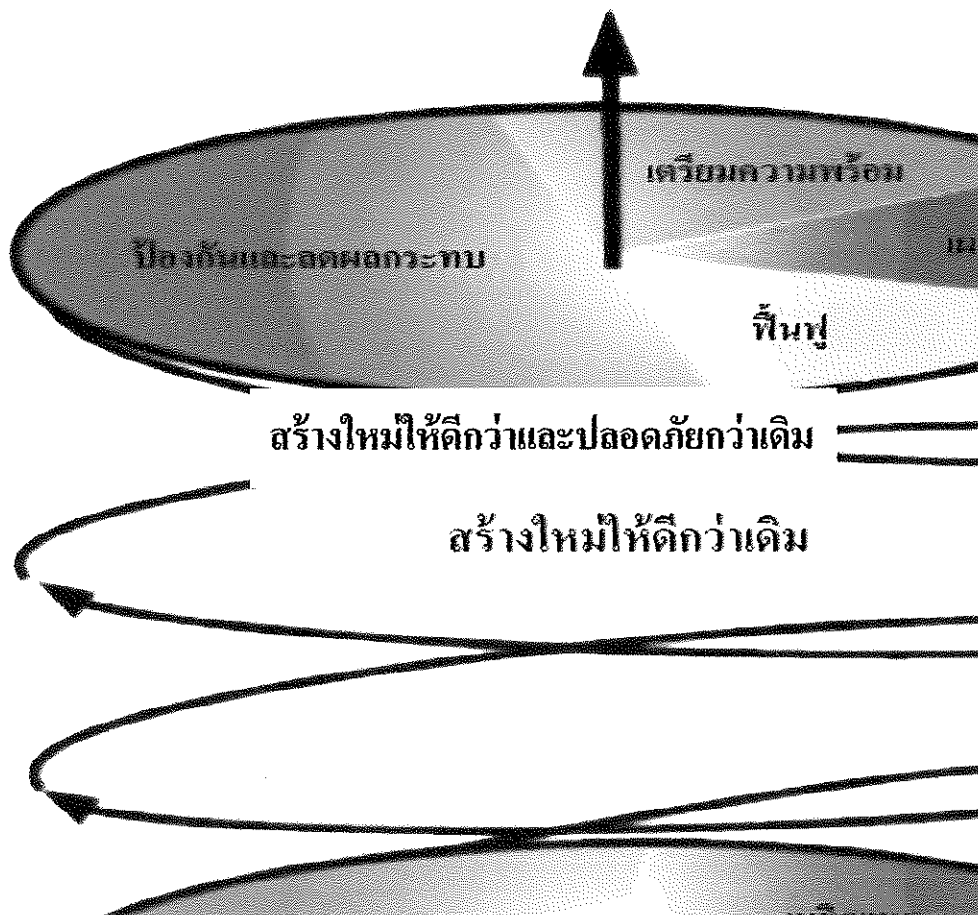 เตรียมความพร้อม
ป้องกันและลดผลกระทบ
ฟื้นฟู
สร้างใหม่ให้ดีกว่าและปลอดภัยกว่าเดิม
สร้างใหม่ให้ดีกว่าเดิม